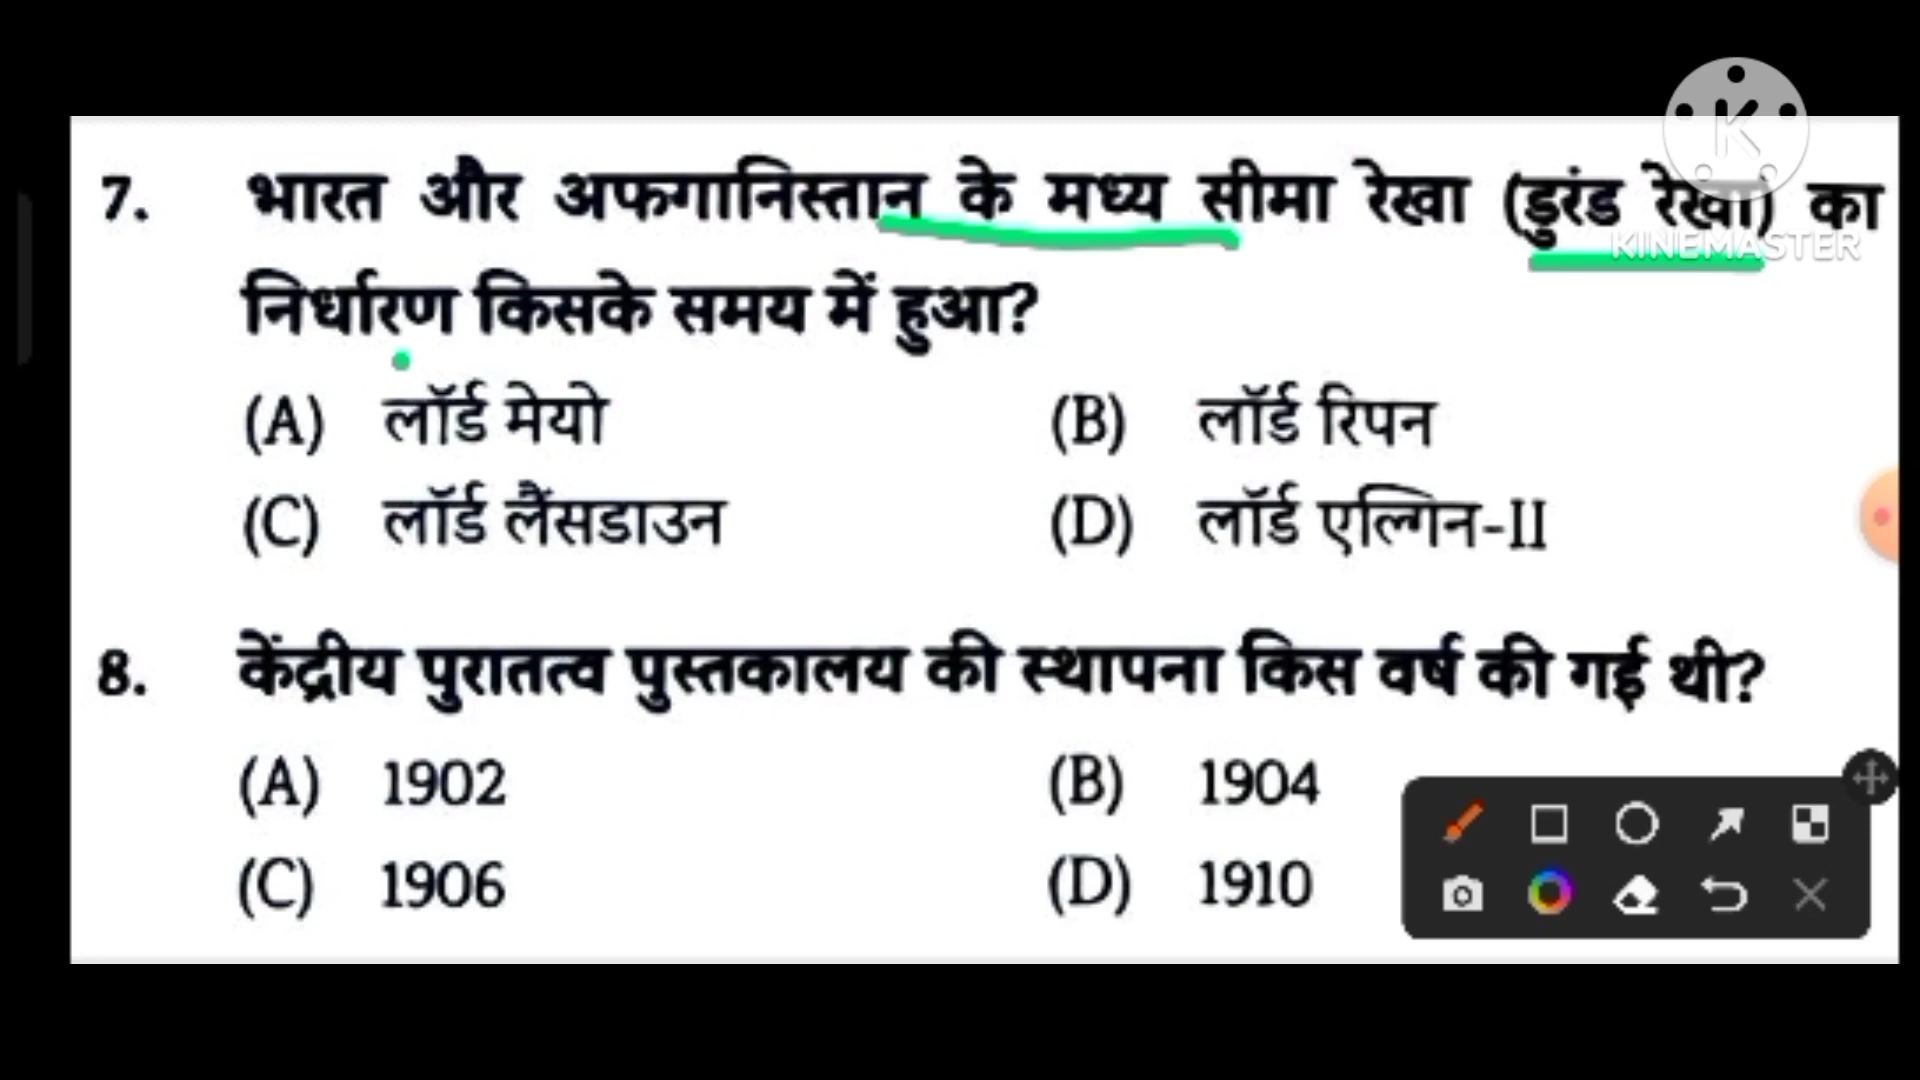 7. भारत और अफगानिस्तान के मध्य सीमा रेखा (डुरंड रेखा) का
निर्धारण किसके समय में हुआ?
(A) लॉर्ड मेयो (B) लॉर्ड रिपन
(C) लॉर्ड लैंसडाउन (D) लॉर्ड एल्गिन-II
8. केंद्रीय पुरातत्व पुस्तकालय की स्थापना किस वर्ष की गई थी?
(A) 1902 (B) 1904
(C) 1906 (D) 1910
K
KINEMASTER